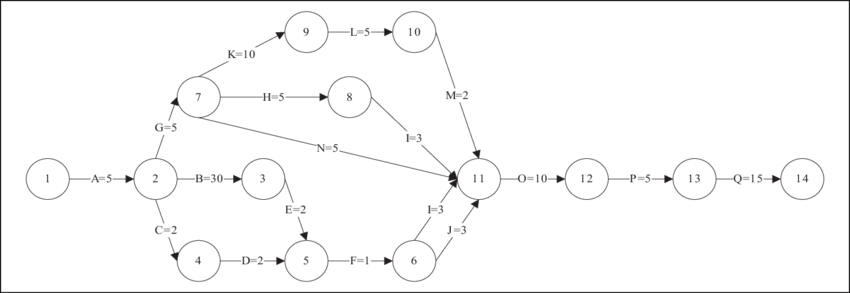 9
L=5
10
K=10
7
H=5
8
M=2
G=5
I=3
N=5
1
A=5
2
B=30
3
11
O=10
12
P=5
13
Q=15
14
E=2
I=3
J=3
C=2
4
D=2
5
F=1
6